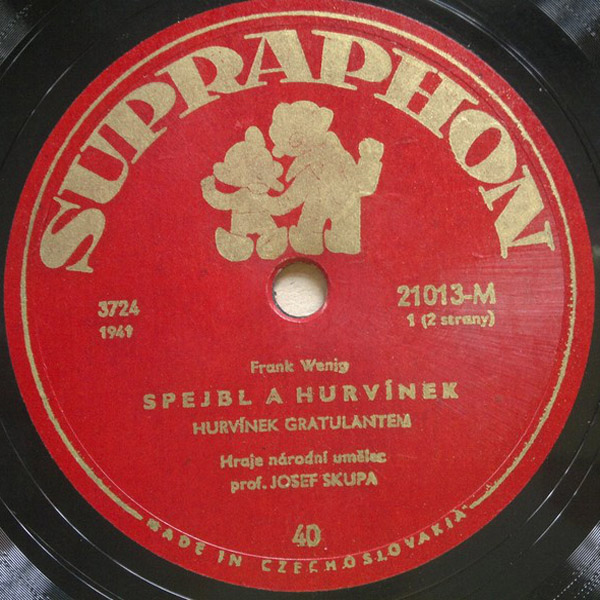 SUPRAPHON
3724
1941
21013-M
1 (2 strany)
Frank Wenig
SPEJBL A HURVÍNEK
HURVÍNEK GRATULANTEM
Hraje národní umělec
prof. JOSEF SKUPA
40
MADE IN CZECHOSLOVAKIA